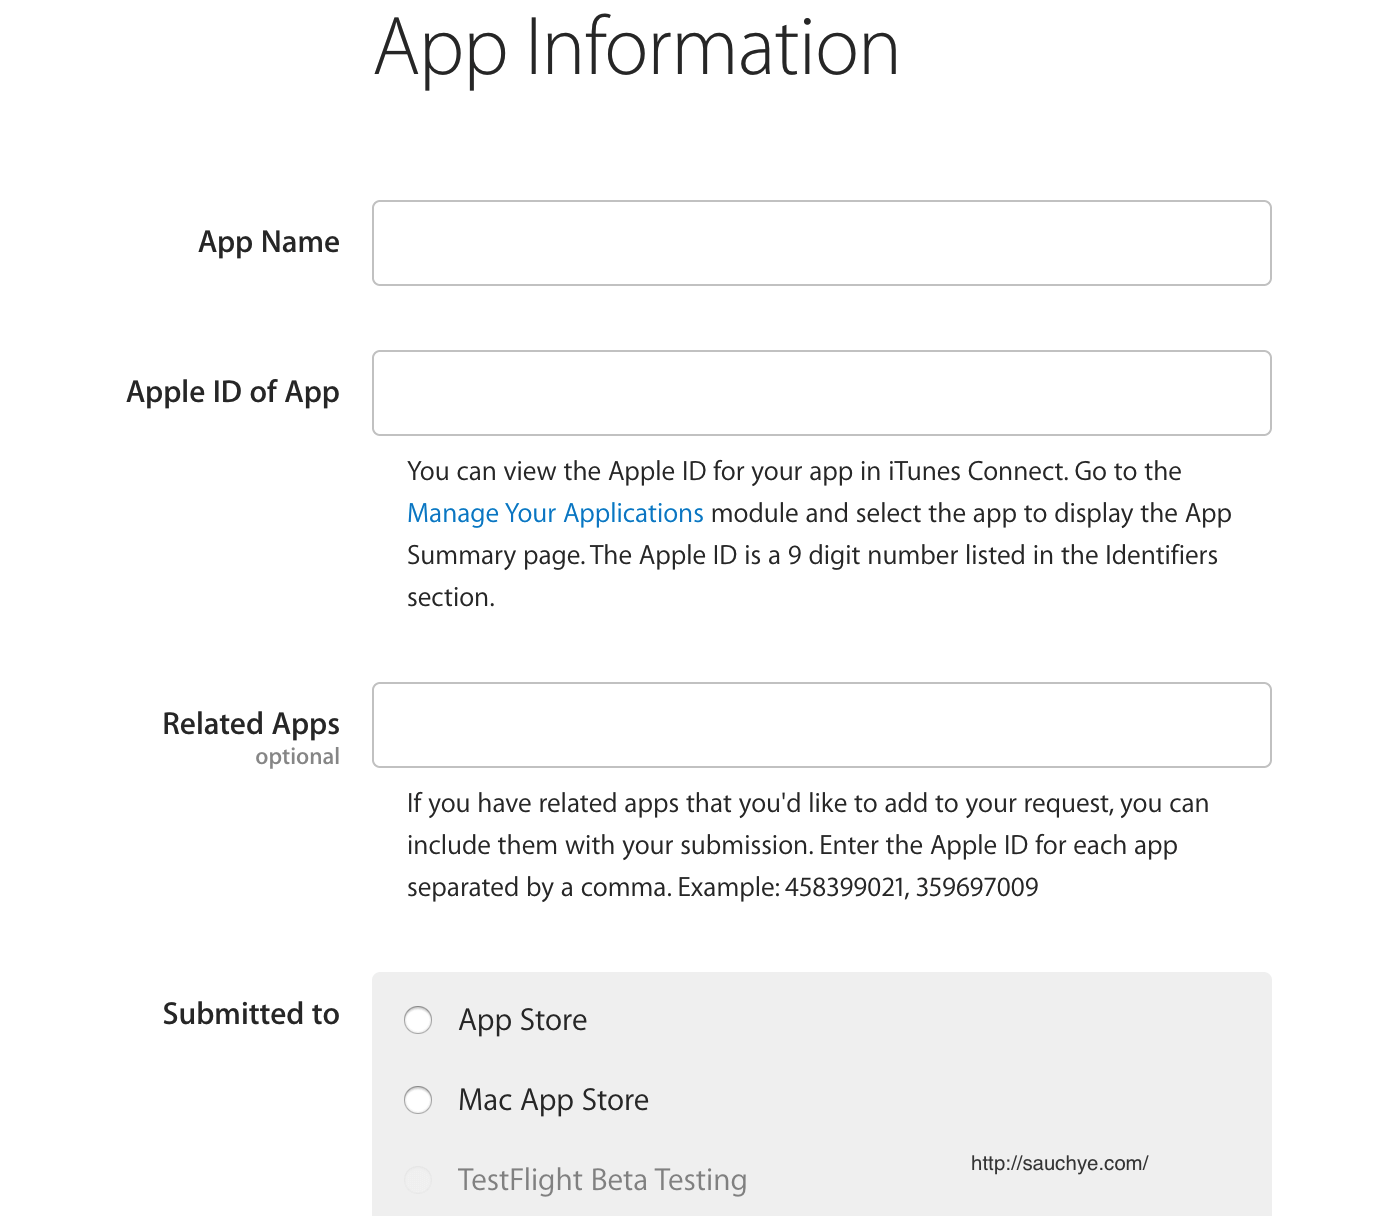 App Information
App Name
Apple ID of App
You can view the Apple ID for your app in iTunes Connect. Go to the
Manage Your Applications module and select the app to display the App
Summary page. The Apple ID is a 9 digit number listed in the Identifiers
section.
Related Apps
optional
If you have related apps that you'd like to add to your request, you can
include them with your submission. Enter the Apple ID for each app
separated by a comma. Example: 458399021, 359697009
Submitted to
App Store
Mac App Store
TestFlight Beta Testing
http://sauchye.com/